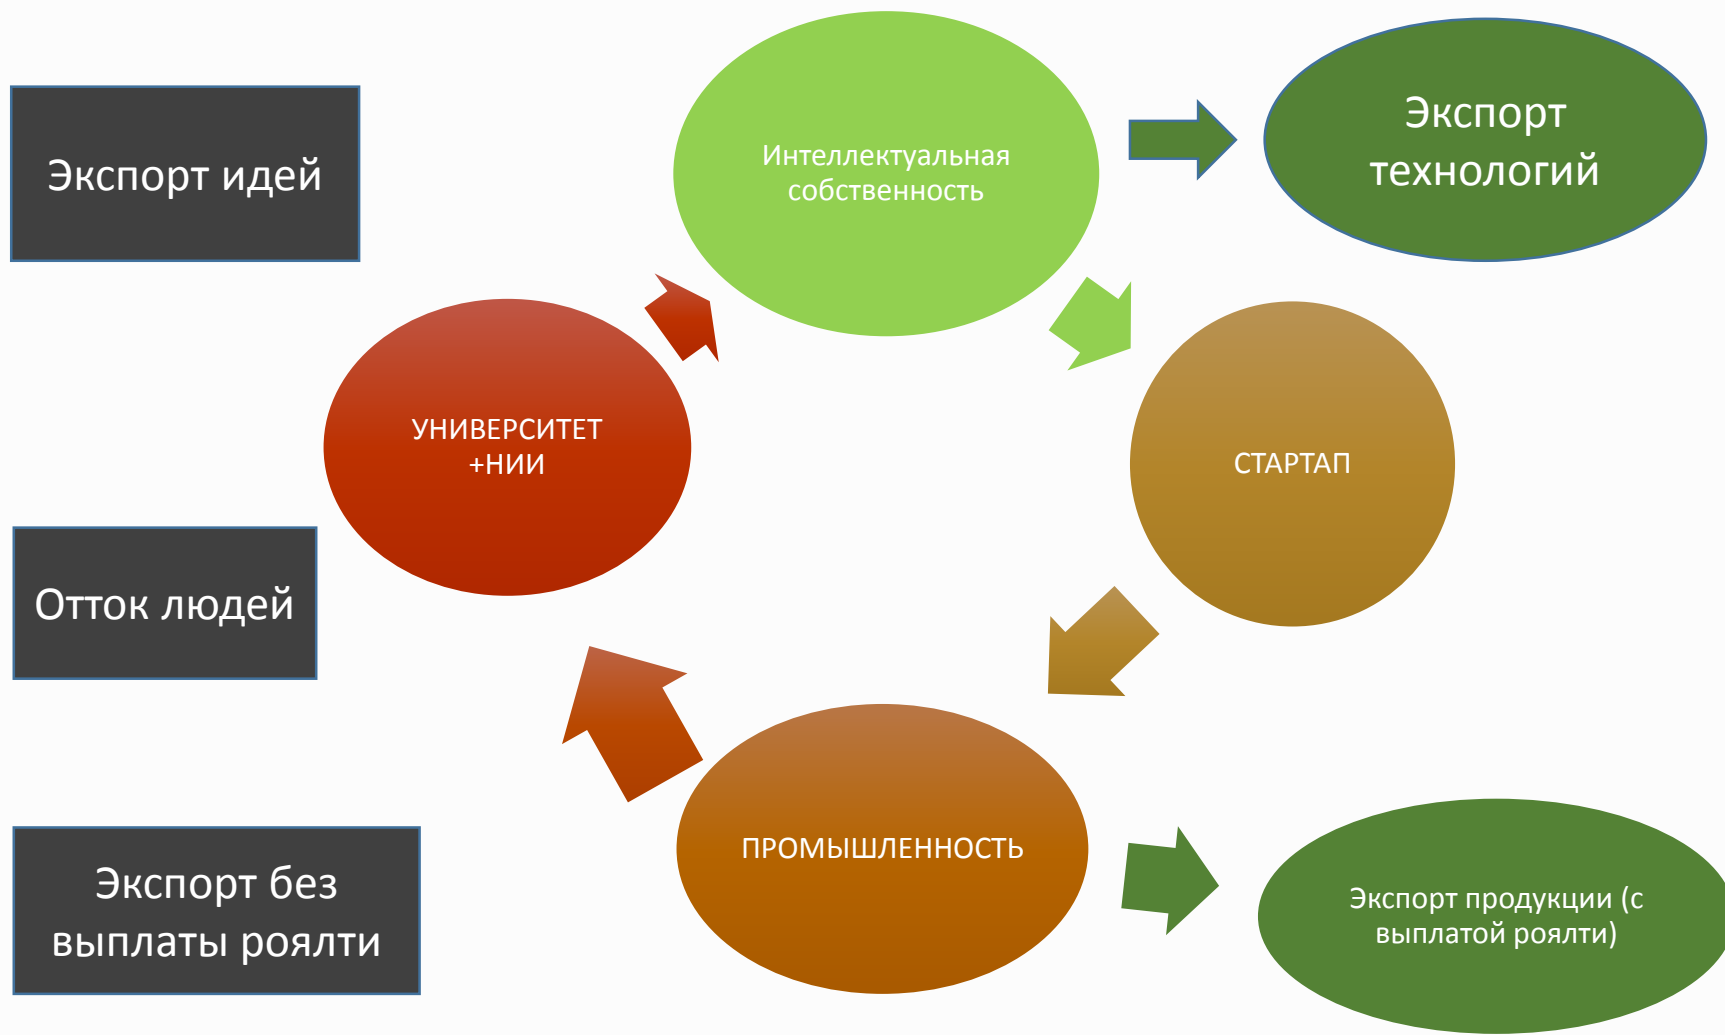 Экспорт идей
Интеллектуальная
собственность
Экспорт
технологий
УНИВЕРСИТЕТ
+НИИ
СТАРТАП
Отток людей
ПРОМЫШЛЕННОСТЬ
Экспорт без
выплаты роялти
Экспорт продукции (с
выплатой роялти)